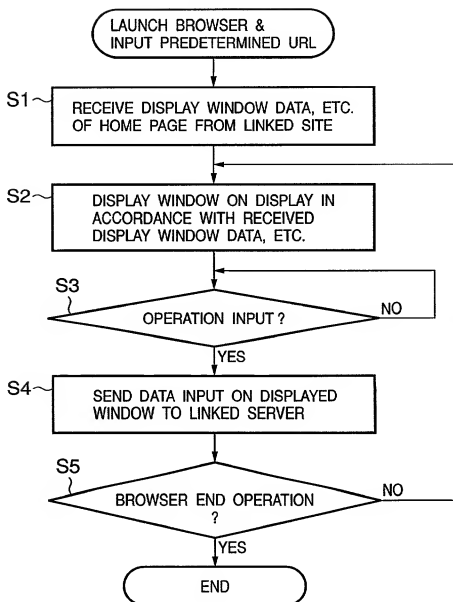 LAUNCH BROWSER &
INPUT PREDETERMINED URL
S1
RECEIVE DISPLAY WINDOW DATA, ETC.
OF HOME PAGE FROM LINKED SITE
S2
DISPLAY WINDOW ON DISPLAY IN
ACCORDANCE WITH RECEIVED
DISPLAY WINDOW DATA, ETC.
S3
OPERATION INPUT ?
NO
YES
S4
SEND DATA INPUT ON DISPLAYED
WINDOW TO LINKED SERVER
S5
BROWSER END OPERATION
?
NO
YES
END